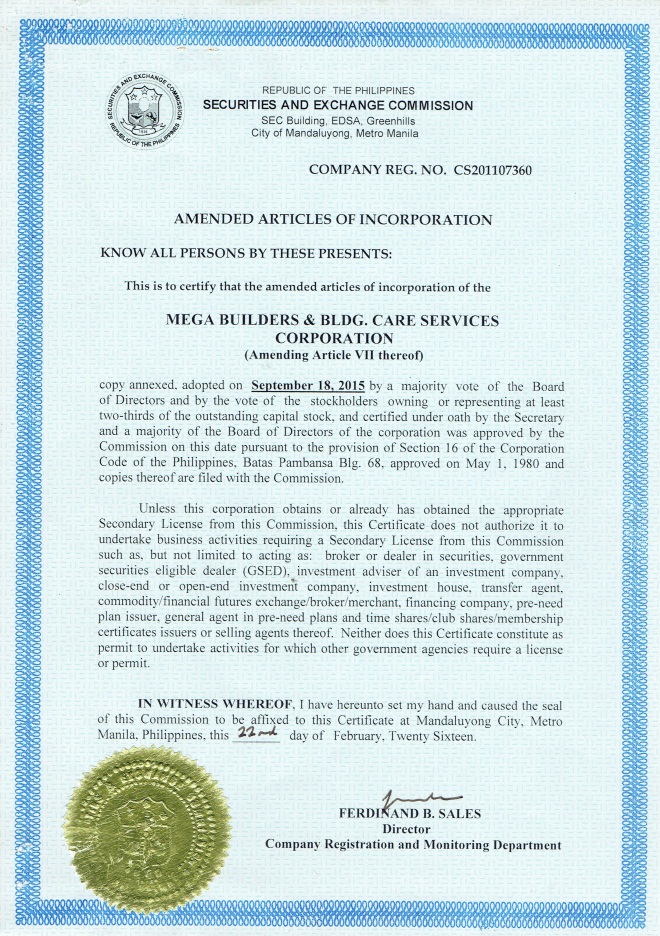 SECURITIES AND EXCHANGE COMMISSION
REPUBLIC OF THE PHILIPPINES
1936
REPUBLIC OF THE PHILIPPINES
SECURITIES AND EXCHANGE COMMISSION
SEC Building, EDSA, Greenhills
City of Mandaluyong, Metro Manila
COMPANY REG. NO. CS201107360
AMENDED ARTICLES OF INCORPORATION
KNOW ALL PERSONS BY THESE PRESENTS:
This is to certify that the amended articles of incorporation of the
MEGA BUILDERS & BLDG. CARE SERVICES
CORPORATION
(Amending Article VII thereof)
copy annexed, adopted on September 18, 2015 by a majority vote of the Board
of Directors and by the vote of the stockholders owning or representing at least
two-thirds of the outstanding capital stock, and certified under oath by the Secretary
and a majority of the Board of Directors of the corporation was approved by the
Commission on this date pursuant to the provision of Section 16 of the Corporation
Code of the Philippines, Batas Pambansa Blg. 68, approved on May 1, 1980 and
copies thereof are filed with the Commission.
Unless this corporation obtains or already has obtained the appropriate
Secondary License from this Commission, this Certificate does not authorize it to
undertake business activities requiring a Secondary License from this Commission
such as, but not limited to acting as: broker or dealer in securities, government
securities eligible dealer (GSED), investment adviser of an investment company,
close-end or open-end investment company, investment house, transfer agent,
commodity/financial futures exchange/broker/merchant, financing company, pre-need
plan issuer, general agent in pre-need plans and time shares/club shares/membership
certificates issuers or selling agents thereof. Neither does this Certificate constitute as
permit to undertake activities for which other government agencies require a license
or permit.
IN WITNESS WHEREOF, I have hereunto set my hand and caused the seal
of this Commission to be affixed to this Certificate at Mandaluyong City, Metro
Manila, Philippines, this 22nd day of February, Twenty Sixteen.
FERDINAND B. SALES
Director
Company Registration and Monitoring Department